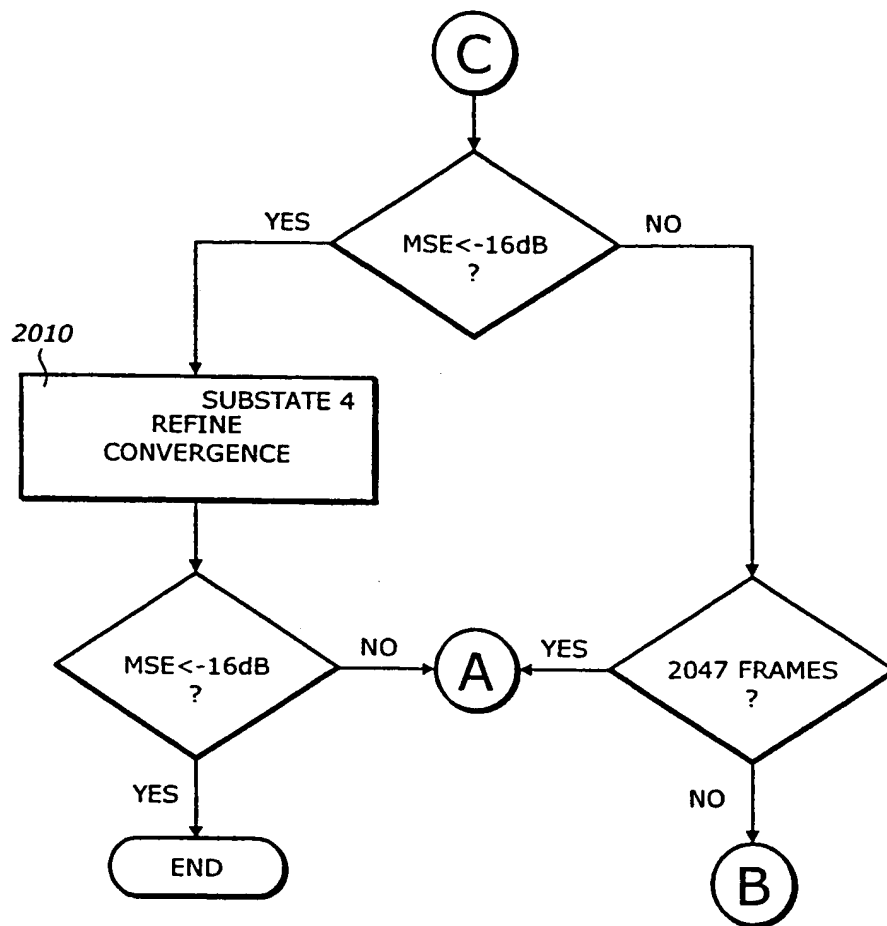 C
MSE<-16dB
?
YES
NO
2010
SUBSTATE 4
REFINE
CONVERGENCE
MSE<-16dB
?
NO
A
YES
2047 FRAMES
?
YES
END
NO
B